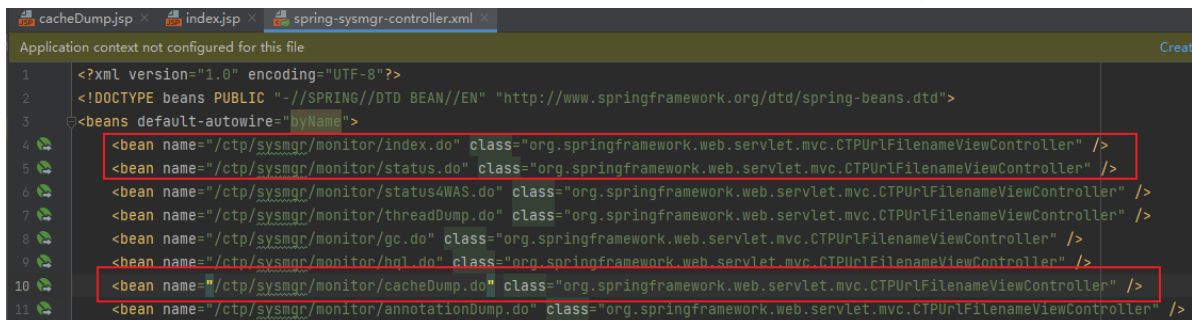 cacheDump.jsp × index.jsp × spring-sysmgr-controller.xml ×
Application context not configured for this file Creat
1 <?xml version="1.0" encoding="UTF-8"?>
2 <!DOCTYPE beans PUBLIC "-//SPRING//DTD BEAN//EN" "http://www.springframework.org/dtd/spring-beans.dtd">
3 <beans default-autowire="byName">
4 <bean name="/ctp/sysmgr/monitor/index.do" class="org.springframework.web.servlet.mvc.CTPUrlFilenameViewController" />
5 <bean name="/ctp/sysmgr/monitor/status.do" class="org.springframework.web.servlet.mvc.CTPUrlFilenameViewController" />
6 <bean name="/ctp/sysmgr/monitor/status4WAS.do" class="org.springframework.web.servlet.mvc.CTPUrlFilenameViewController" />
7 <bean name="/ctp/sysmgr/monitor/threadDump.do" class="org.springframework.web.servlet.mvc.CTPUrlFilenameViewController" />
8 <bean name="/ctp/sysmgr/monitor/gc.do" class="org.springframework.web.servlet.mvc.CTPUrlFilenameViewController" />
9 <bean name="/ctp/sysmgr/monitor/hql.do" class="org.springframework.web.servlet.mvc.CTPUrlFilenameViewController" />
10 <bean name="/ctp/sysmgr/monitor/cacheDump.do" class="org.springframework.web.servlet.mvc.CTPUrlFilenameViewController" />
11 <bean name="/ctp/sysmgr/monitor/annotationDump.do" class="org.springframework.web.servlet.mvc.CTPUrlFilenameViewController" />